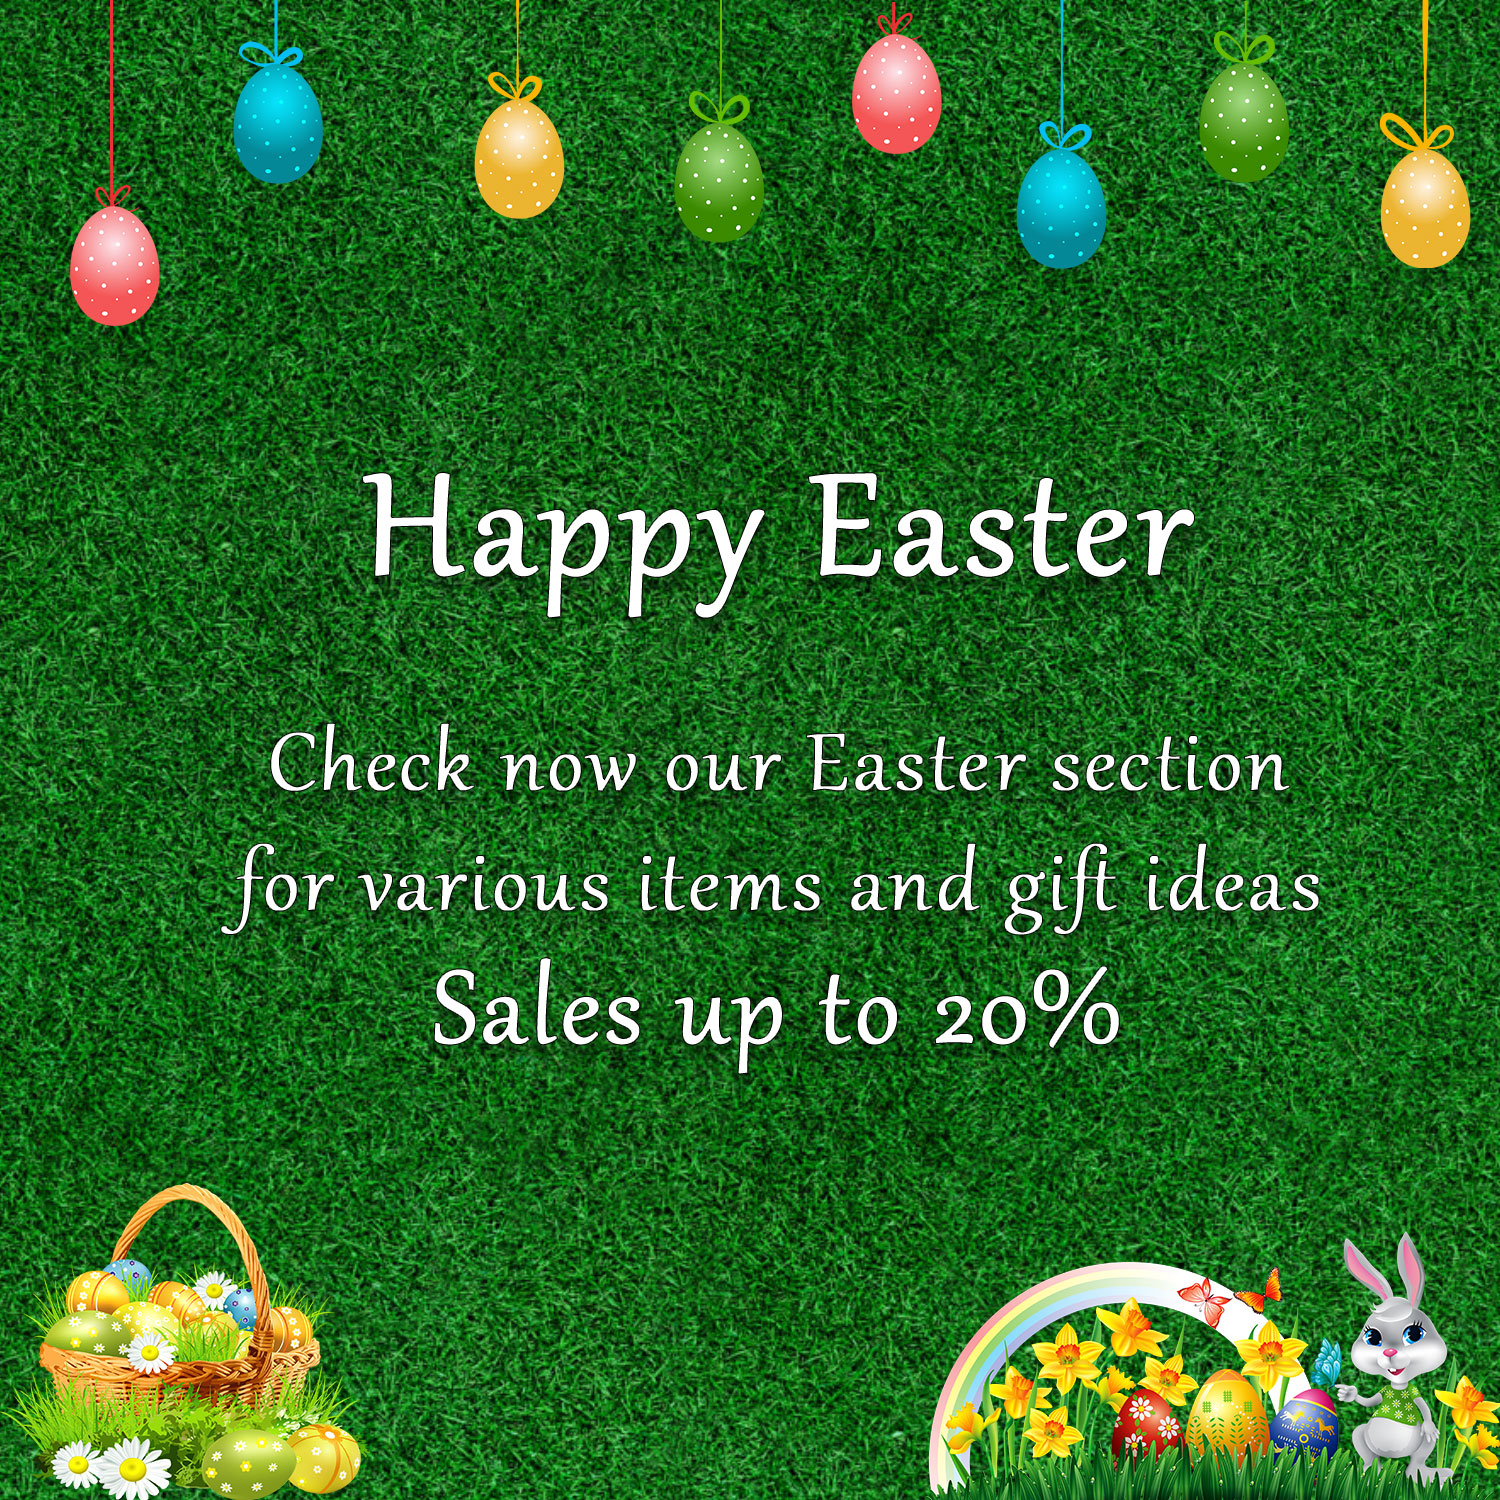 Happy Easter
Check now our Easter section
for various items and gift ideas
Sales up to 20%